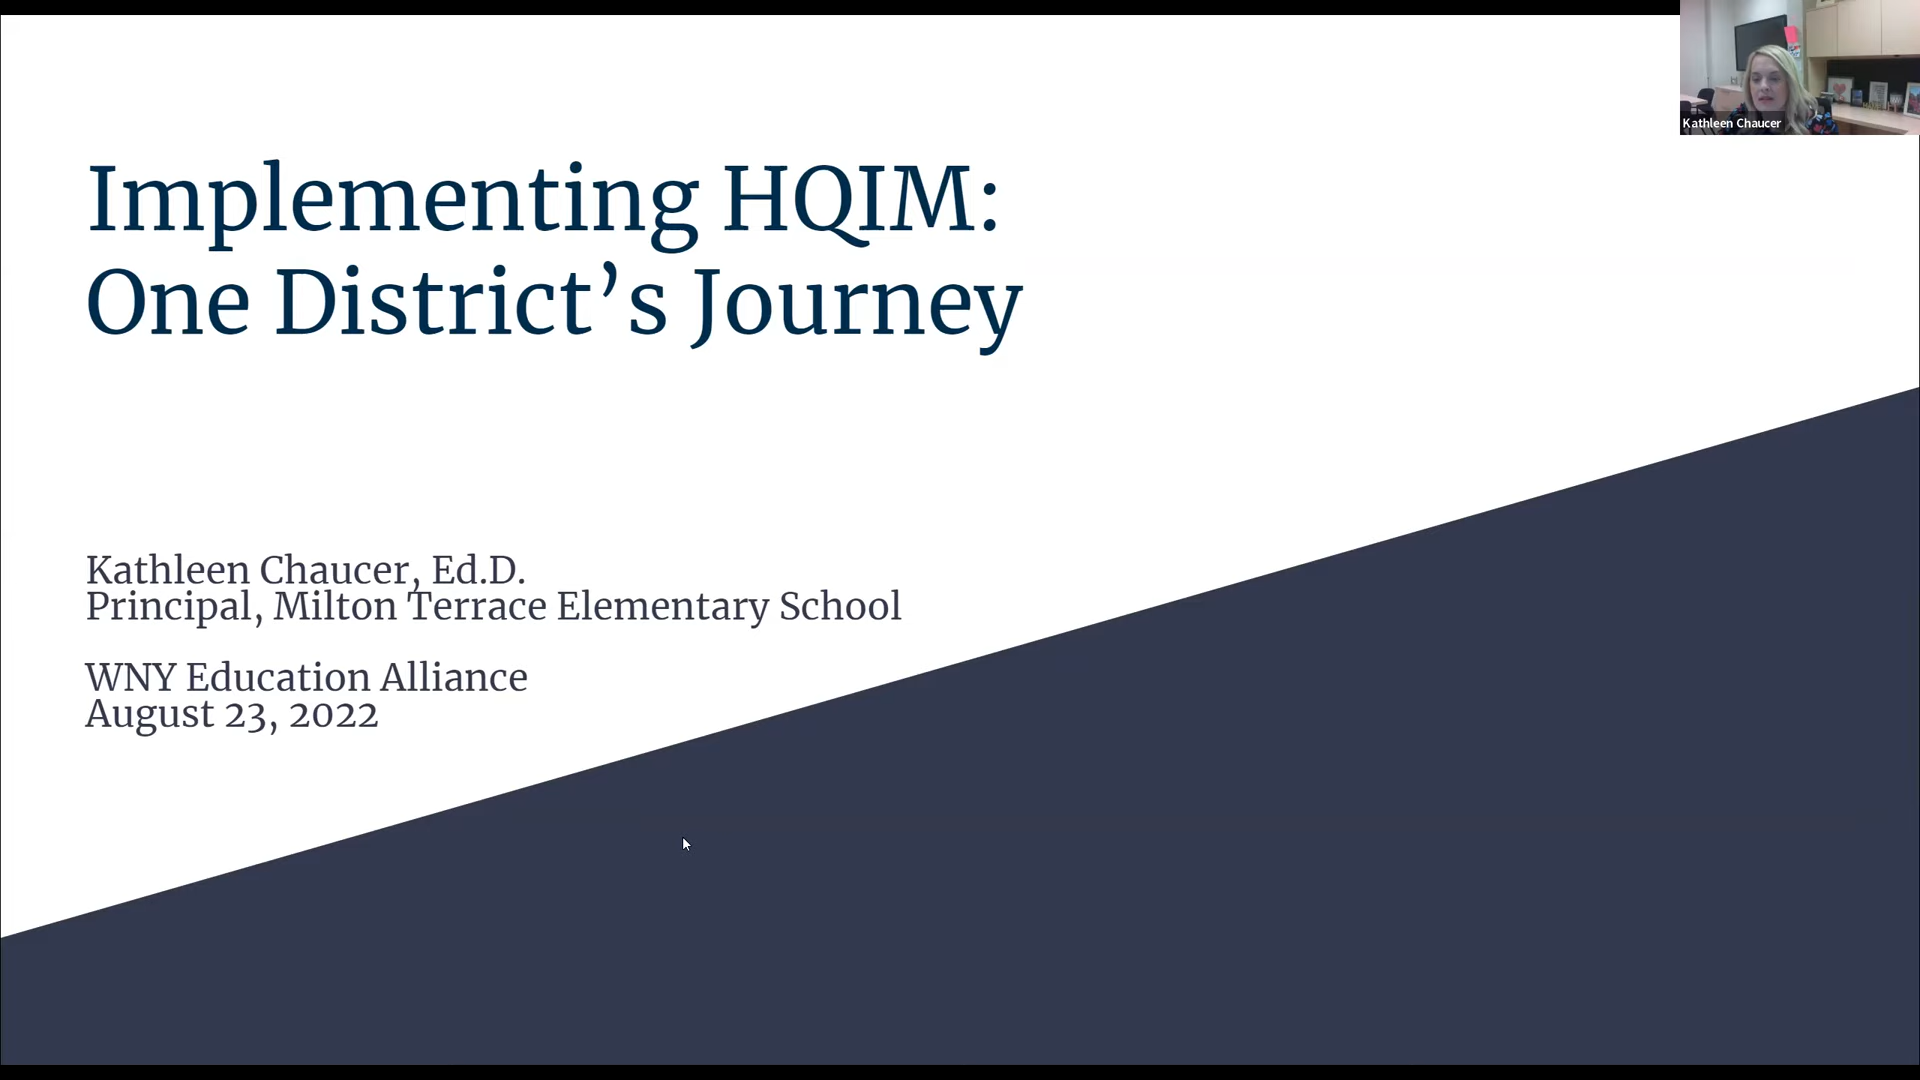 Implementing HQIM:
One District’s Journey
Kathleen Chaucer, Ed.D.
Principal, Milton Terrace Elementary School
WNY Education Alliance
August 23, 2022
Kathleen Chaucer